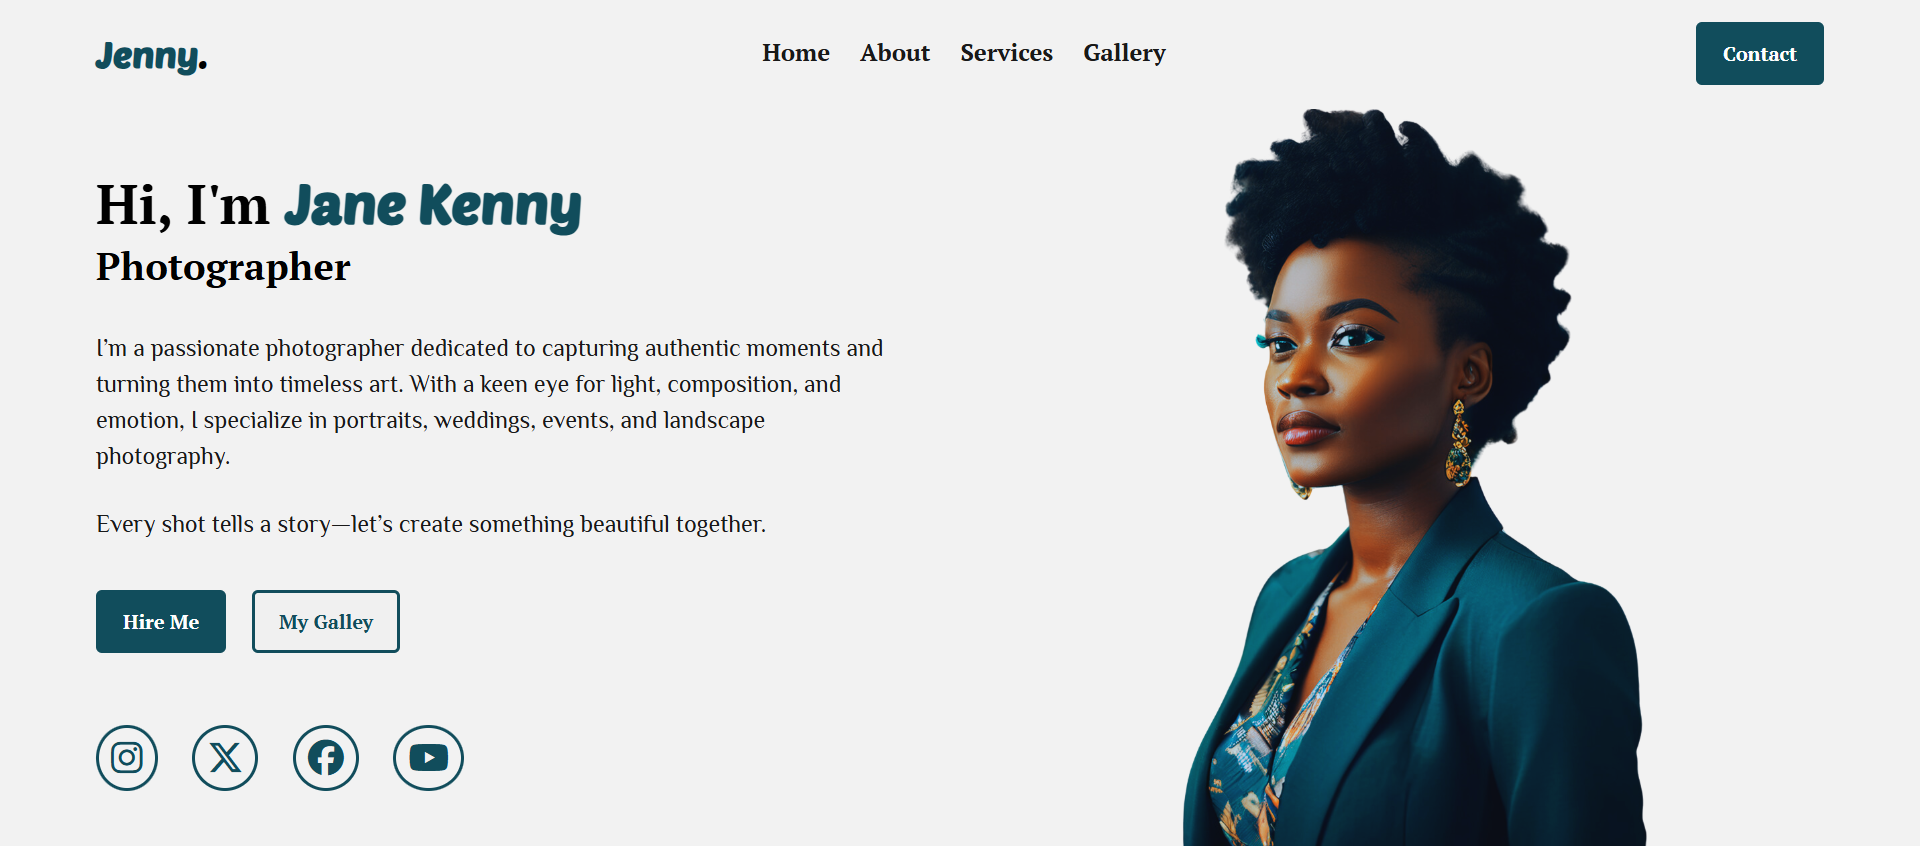 Jenny.
Home About Services Gallery
Contact
Hi, I'm Jane Kenny
Photographer
I’m a passionate photographer dedicated to capturing authentic moments and
turning them into timeless art. With a keen eye for light, composition, and
emotion, I specialize in portraits, weddings, events, and landscape
photography.
Every shot tells a story—let’s create something beautiful together.
Hire Me
My Galley